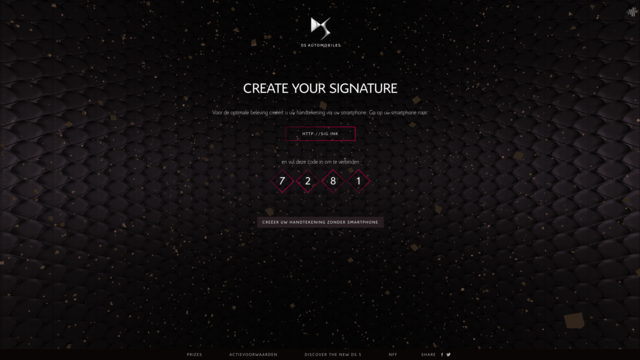 DS AUTOMOBILES
CREATE YOUR SIGNATURE
Voor de optimale beleving creëert u uw handtekening via uw smartphone. Ga op uw smartphone naar:
HTTP://SIG.INK
en vul deze code in om te verbinden:
7 2 8 1
CREËER UW HANDTEKENING ZONDER SMARTPHONE
PRIZES ACTIEVOORWAARDEN DISCOVER THE NEW DS 5 NFF SHARE